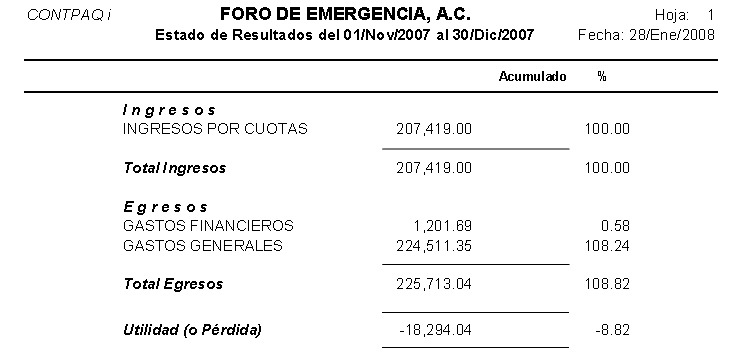 CONTPAQ i FORO DE EMERGENCIA, A.C. Hoja: 1
Estado de Resultados del 01/Nov/2007 al 30/Dic/2007 Fecha: 28/Ene/2008
Acumulado %
Ingresos
INGRESOS POR CUOTAS 207,419.00 100.00
Total Ingresos 207,419.00 100.00
Egresos
GASTOS FINANCIEROS 1,201.69 0.58
GASTOS GENERALES 224,511.35 108.24
Total Egresos 225,713.04 108.82
Utilidad (o Pérdida) -18,294.04 -8.82